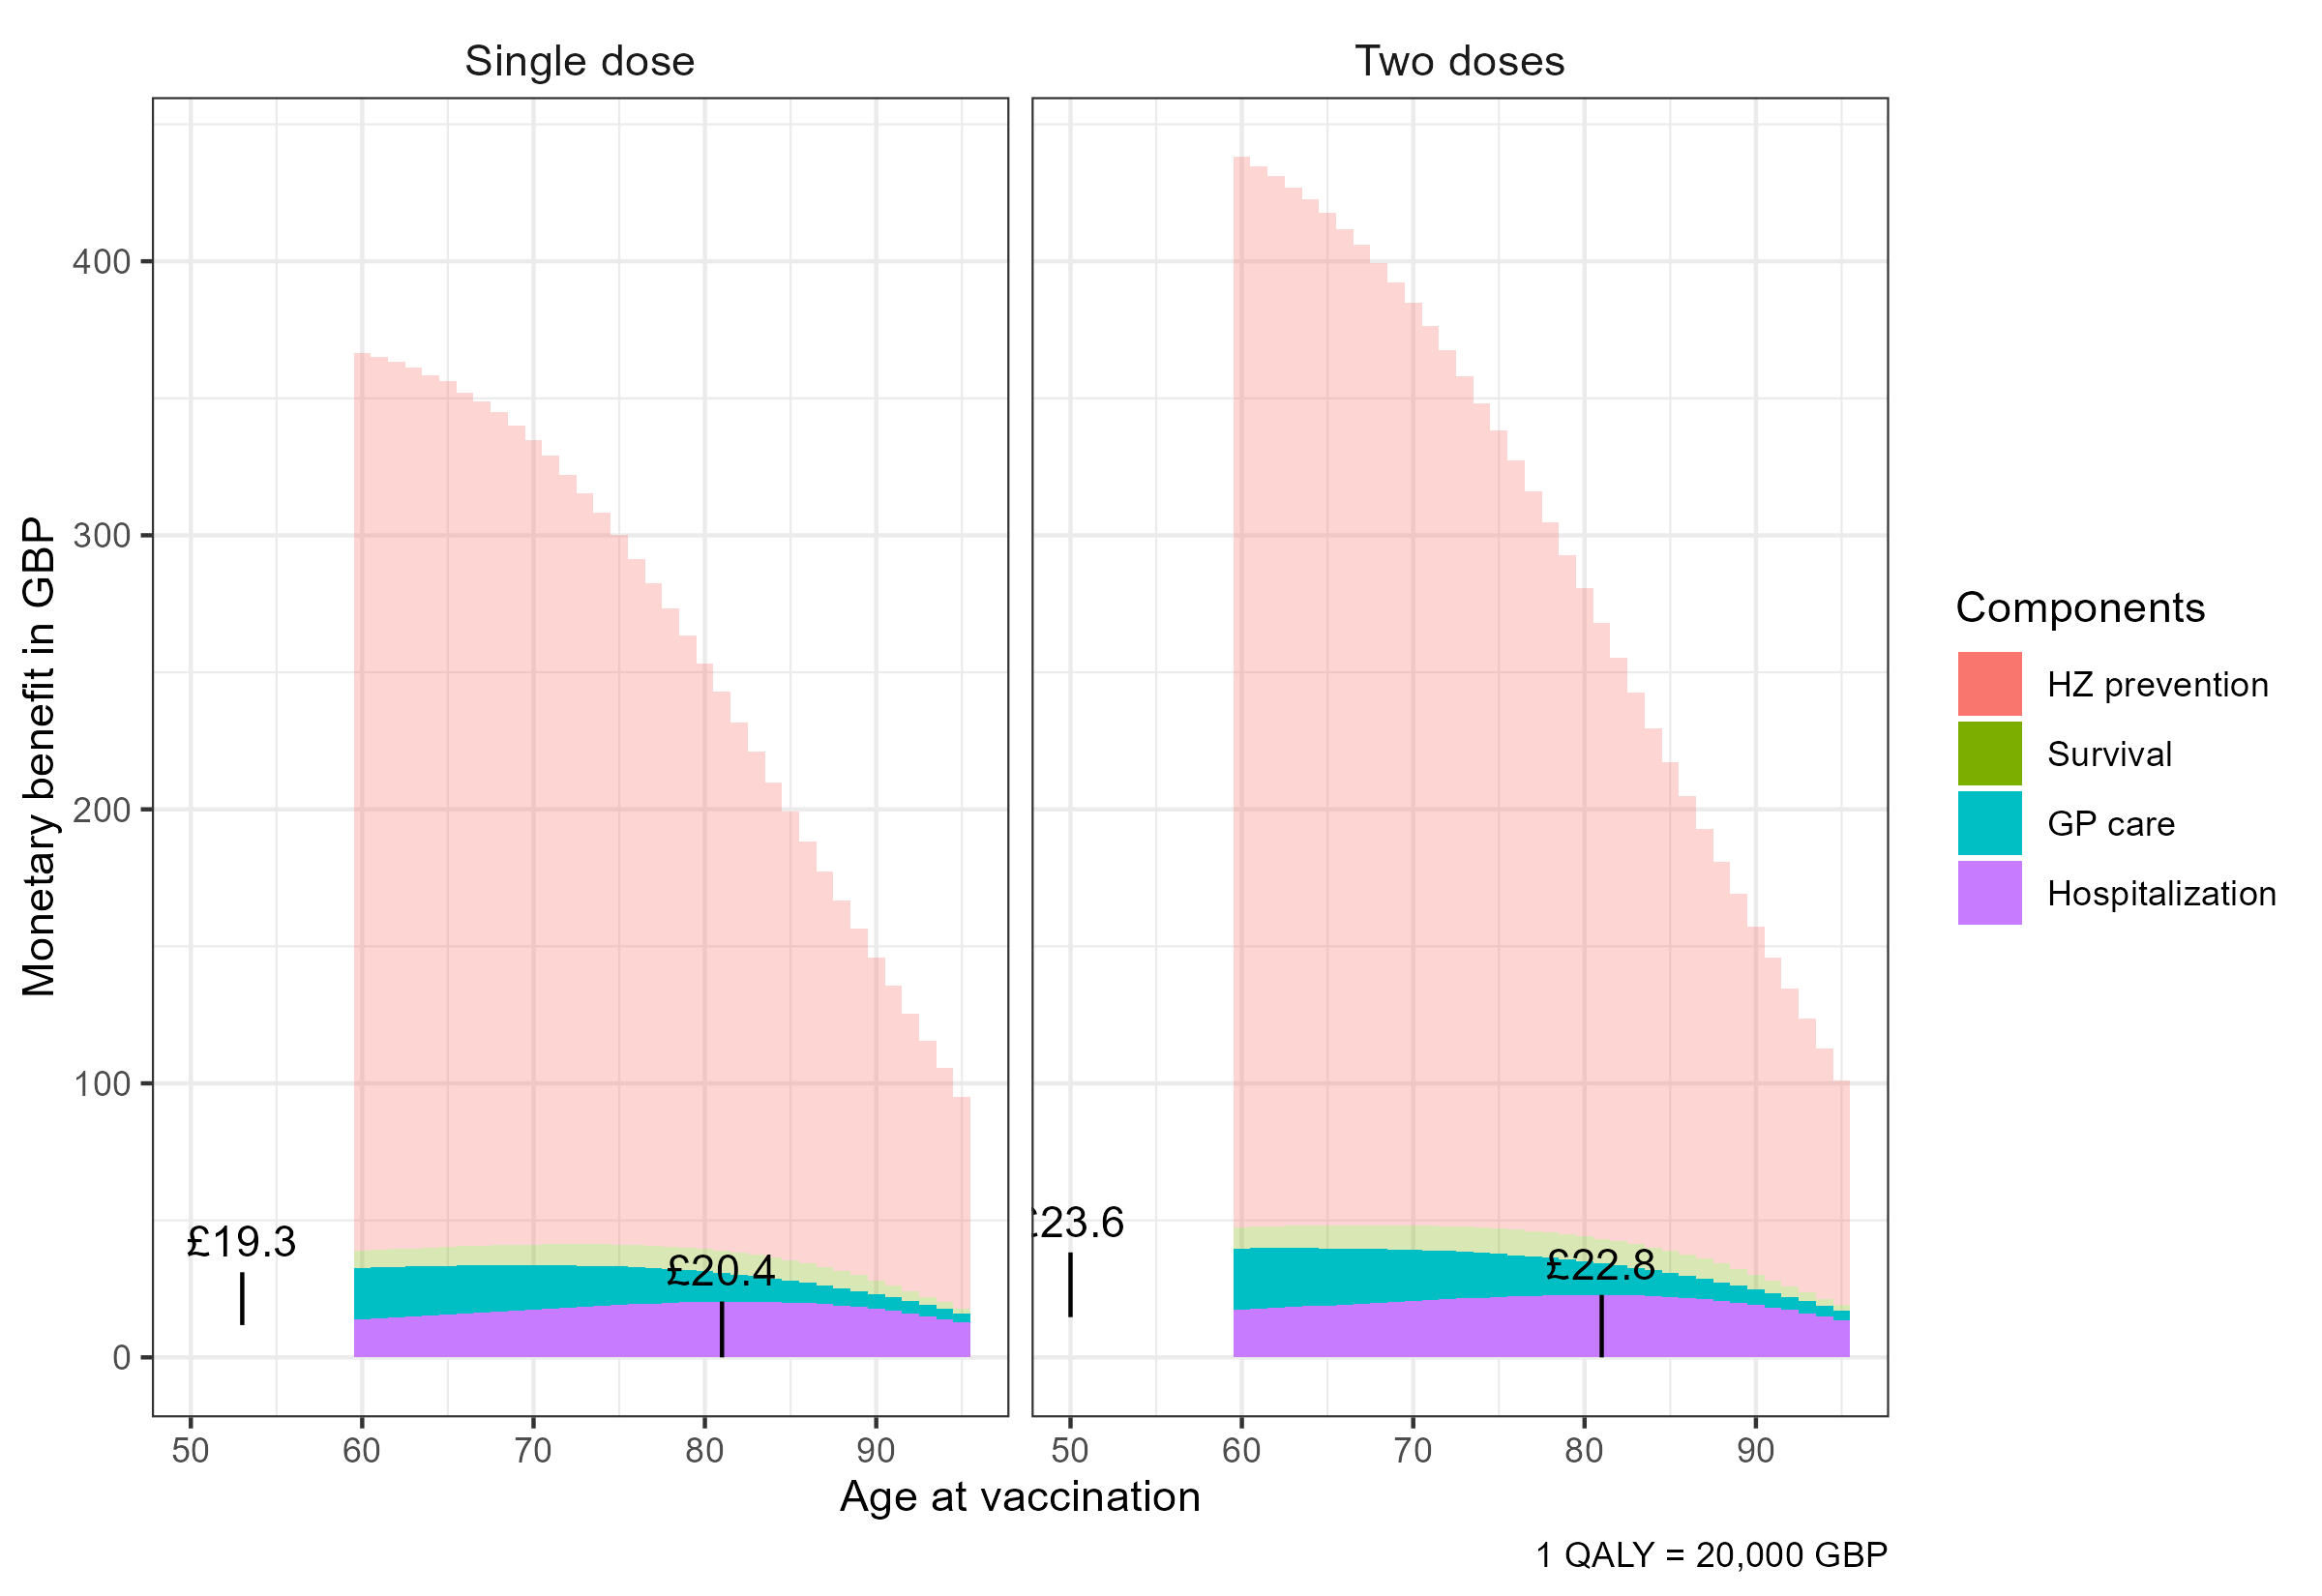 Single dose
Two doses
Monetary benefit in GBP
400
300
200
100
0
£19.3
£20.4
£23.6
£22.8
50 60 70 80 90
50 60 70 80 90
Age at vaccination
1 QALY = 20,000 GBP
Components
HZ prevention
Survival
GP care
Hospitalization